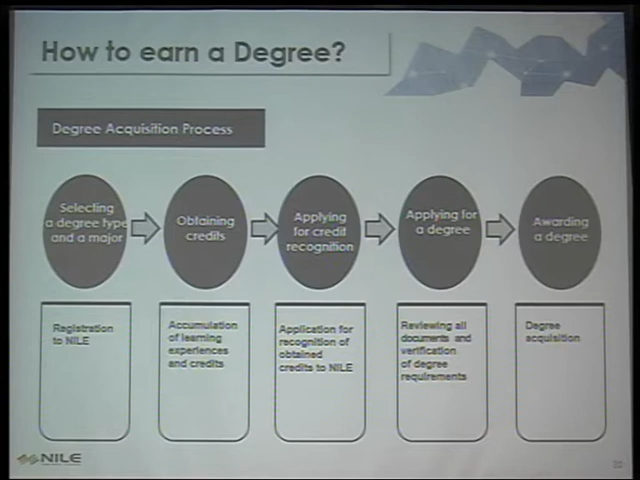 How to earn a Degree?
Degree Acquisition Process
Selecting
a degree type
and a major
Obtaining
credits
Applying
for credit
recognition
Applying for
a degree
Awarding
a degree
Registration
to NILE
Accumulation
of learning
experiences
and credits
Application for
recognition of
obtained
credits to NILE
Reviewing all
documents and
verification
of degree
requirements
Degree
acquisition
NILE